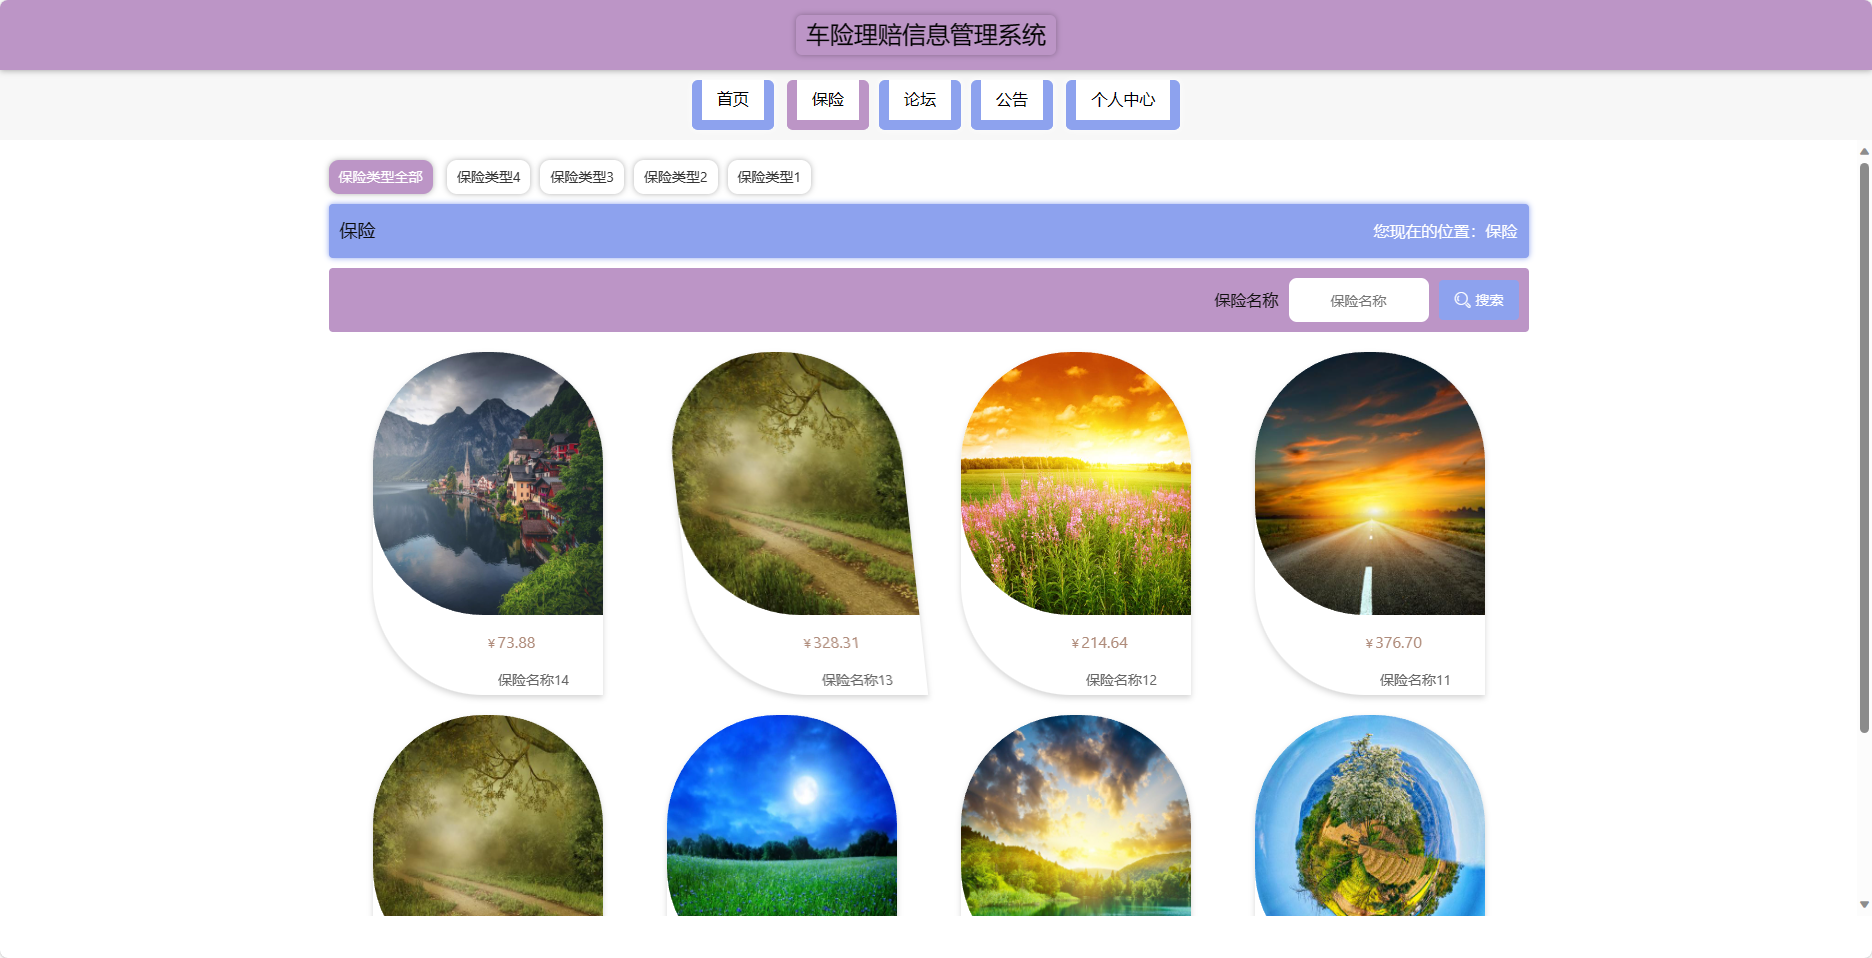 车险理赔信息管理系统
首页 保险 论坛 公告 个人中心
保险类型全部 保险类型4 保险类型3 保险类型2 保险类型1
保险 您现在的位置：保险
保险名称 保险名称 搜索
¥73.88 ¥328.31 ¥214.64 ¥376.70
保险名称14 保险名称13 保险名称12 保险名称11